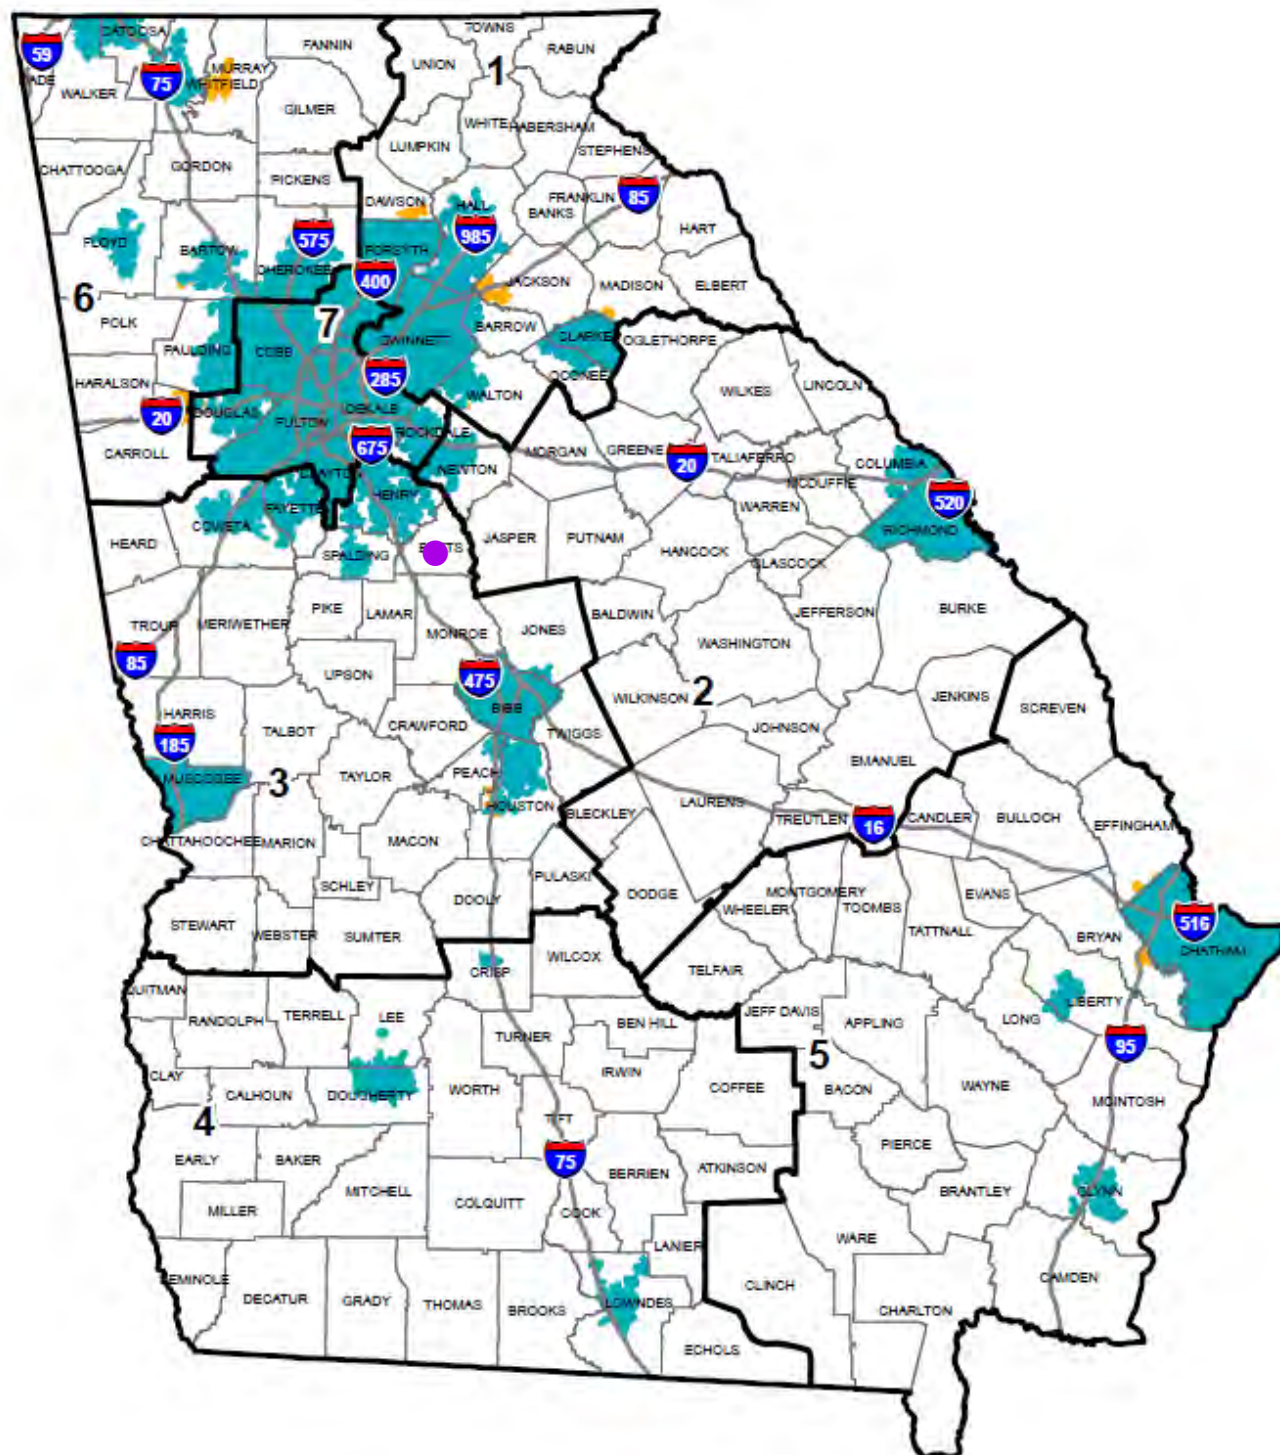 TOWNS
CATOOSA
FANNIN
RABUN
59
UNION
1
MURRAY
75
WHITFIELD
WALKER
GILMER
WHITE
HABERSHAM
LUMPKIN
STEPHENS
CHATTOOGA
GORDON
PICKENS
FRANKLIN
85
DAWSON
HALL
BANKS
HART
985
575
FLOYD
BARTOW
FORSYTH
CHEROKEE
400
JACKSON
MADISON
ELBERT
6
POLK
7
BARROW
CLARKE
OGLETHORPE
PAULDING
COBB
GWINNETT
OCONEE
285
HARALSON
WALTON
WILKES
LINCOLN
20
DOUGLAS
DEKALB
FULTON
ROCKDALE
675
CARROLL
MORGAN
GREENE
20
TALIAFERRO
COLUMBIA
CLAYTON
NEWTON
MCDUFFIE
HENRY
520
FAYETTE
WARREN
COWETA
RICHMOND
HEARD
SPALDING
JASPER
PUTNAM
HANCOCK
GLASCOCK
PIKE
LAMAR
BALDWIN
JEFFERSON
BURKE
TROUP
MERIWETHER
MONROE
JONES
WASHINGTON
85
UPSON
475
WILKINSON
2
JENKINS
SCREVEN
HARRIS
BIBB
CRAWFORD
JOHNSON
TALBOT
TWIGGS
185
EMANUEL
MUSCOGEE
3
TAYLOR
PEACH
HOUSTON
LAURENS
BLECKLEY
TREUTLEN
16
CANDLER
BULLOCH
EFFINGHAM
CHATTAHOOCHEE
MARION
MACON
PULASKI
SCHLEY
DOOLY
DODGE
MONTGOMERY
EVANS
WHEELER
TOOMBS
STEWART
516
WEBSTER
SUMTER
TATTNALL
BRYAN
CHATHAM
WILCOX
CRISP
TELFAIR
QUITMAN
LIBERTY
RANDOLPH
TERRELL
LEE
JEFF DAVIS
APPLING
LONG
BEN HILL
TURNER
95
5
IRWIN
CLAY
COFFEE
WAYNE
CALHOUN
DOUGHERTY
WORTH
BACON
MCINTOSH
4
TIFT
PIERCE
75
EARLY
BAKER
ATKINSON
BERRIEN
MITCHELL
BRANTLEY
GLYNN
COLQUITT
MILLER
COOK
WARE
LANIER
CAMDEN
CLINCH
DECATUR
GRADY
THOMAS
BROOKS
LOWNDES
CHARLTON
ECHOLS